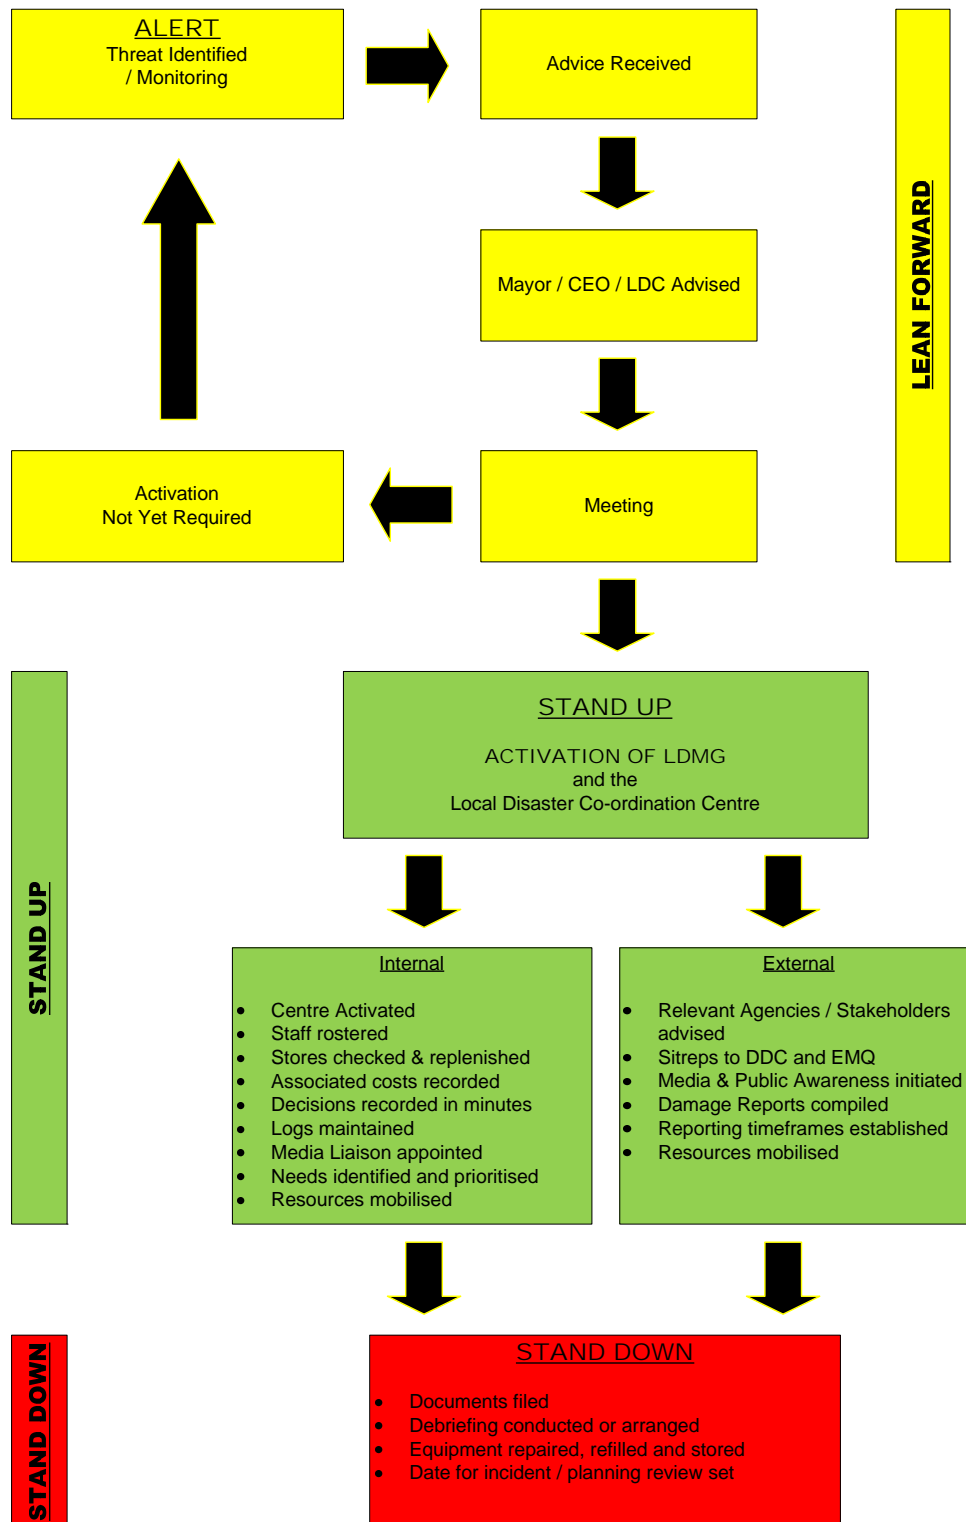 ALERT
Threat Identified
/ Monitoring
Advice Received
Mayor / CEO / LDC Advised
LEAN FORWARD
Activation
Not Yet Required
Meeting
STAND UP
STAND UP
ACTIVATION OF LDMG
and the
Local Disaster Co-ordination Centre
Internal
• Centre Activated
• Staff rostered
• Stores checked & replenished
• Associated costs recorded
• Decisions recorded in minutes
• Logs maintained
• Media Liaison appointed
• Needs identified and prioritised
• Resources mobilised
External
• Relevant Agencies / Stakeholders
advised
• Sitreps to DDC and EMQ
• Media & Public Awareness initiated
• Damage Reports compiled
• Reporting timeframes established
• Resources mobilised
STAND DOWN
STAND DOWN
• Documents filed
• Debriefing conducted or arranged
• Equipment repaired, refilled and stored
• Date for incident / planning review set